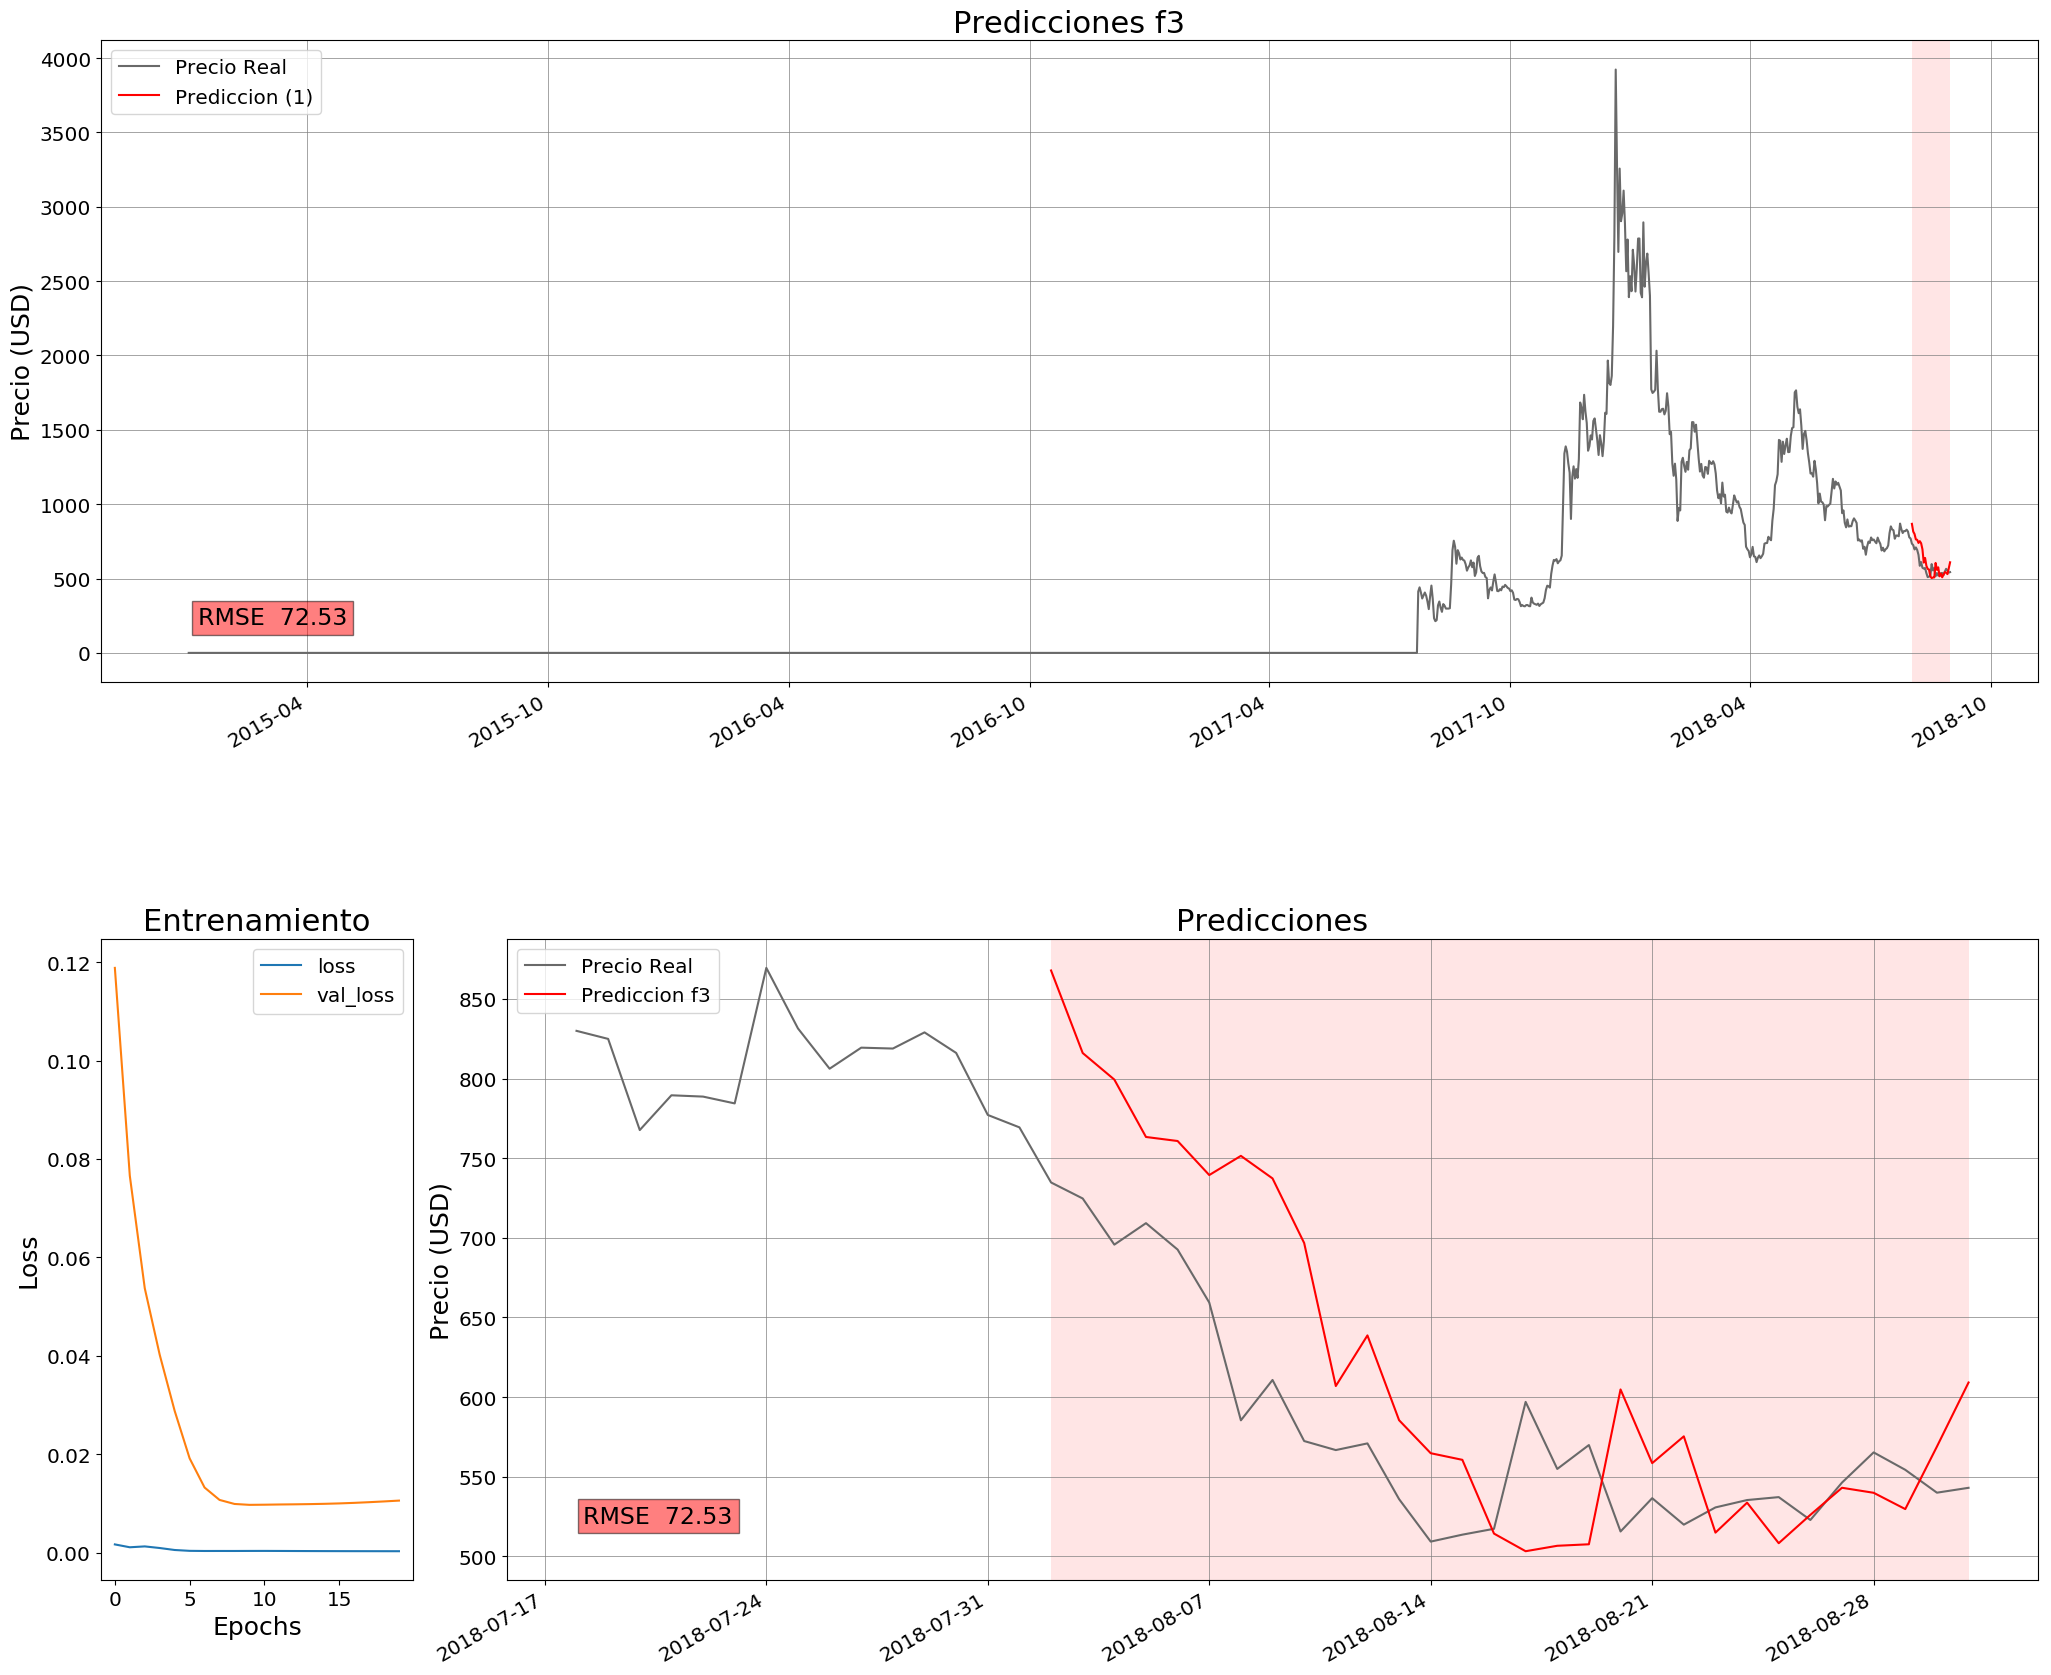 Predicciones f3
Precio Real
Prediccion (1)
Precio (USD)
4000
3500
3000
2500
2000
1500
1000
500
0
RMSE 72.53
2015-04
2015-10
2016-04
2016-10
2017-04
2017-10
2018-04
2018-10
Entrenamiento
loss
val_loss
Loss
0.12
0.10
0.08
0.06
0.04
0.02
0.00
0
5
10
15
Epochs
Predicciones
Precio Real
Prediccion f3
Precio (USD)
850
800
750
700
650
600
550
500
RMSE 72.53
2018-07-17
2018-07-24
2018-07-31
2018-08-07
2018-08-14
2018-08-21
2018-08-28